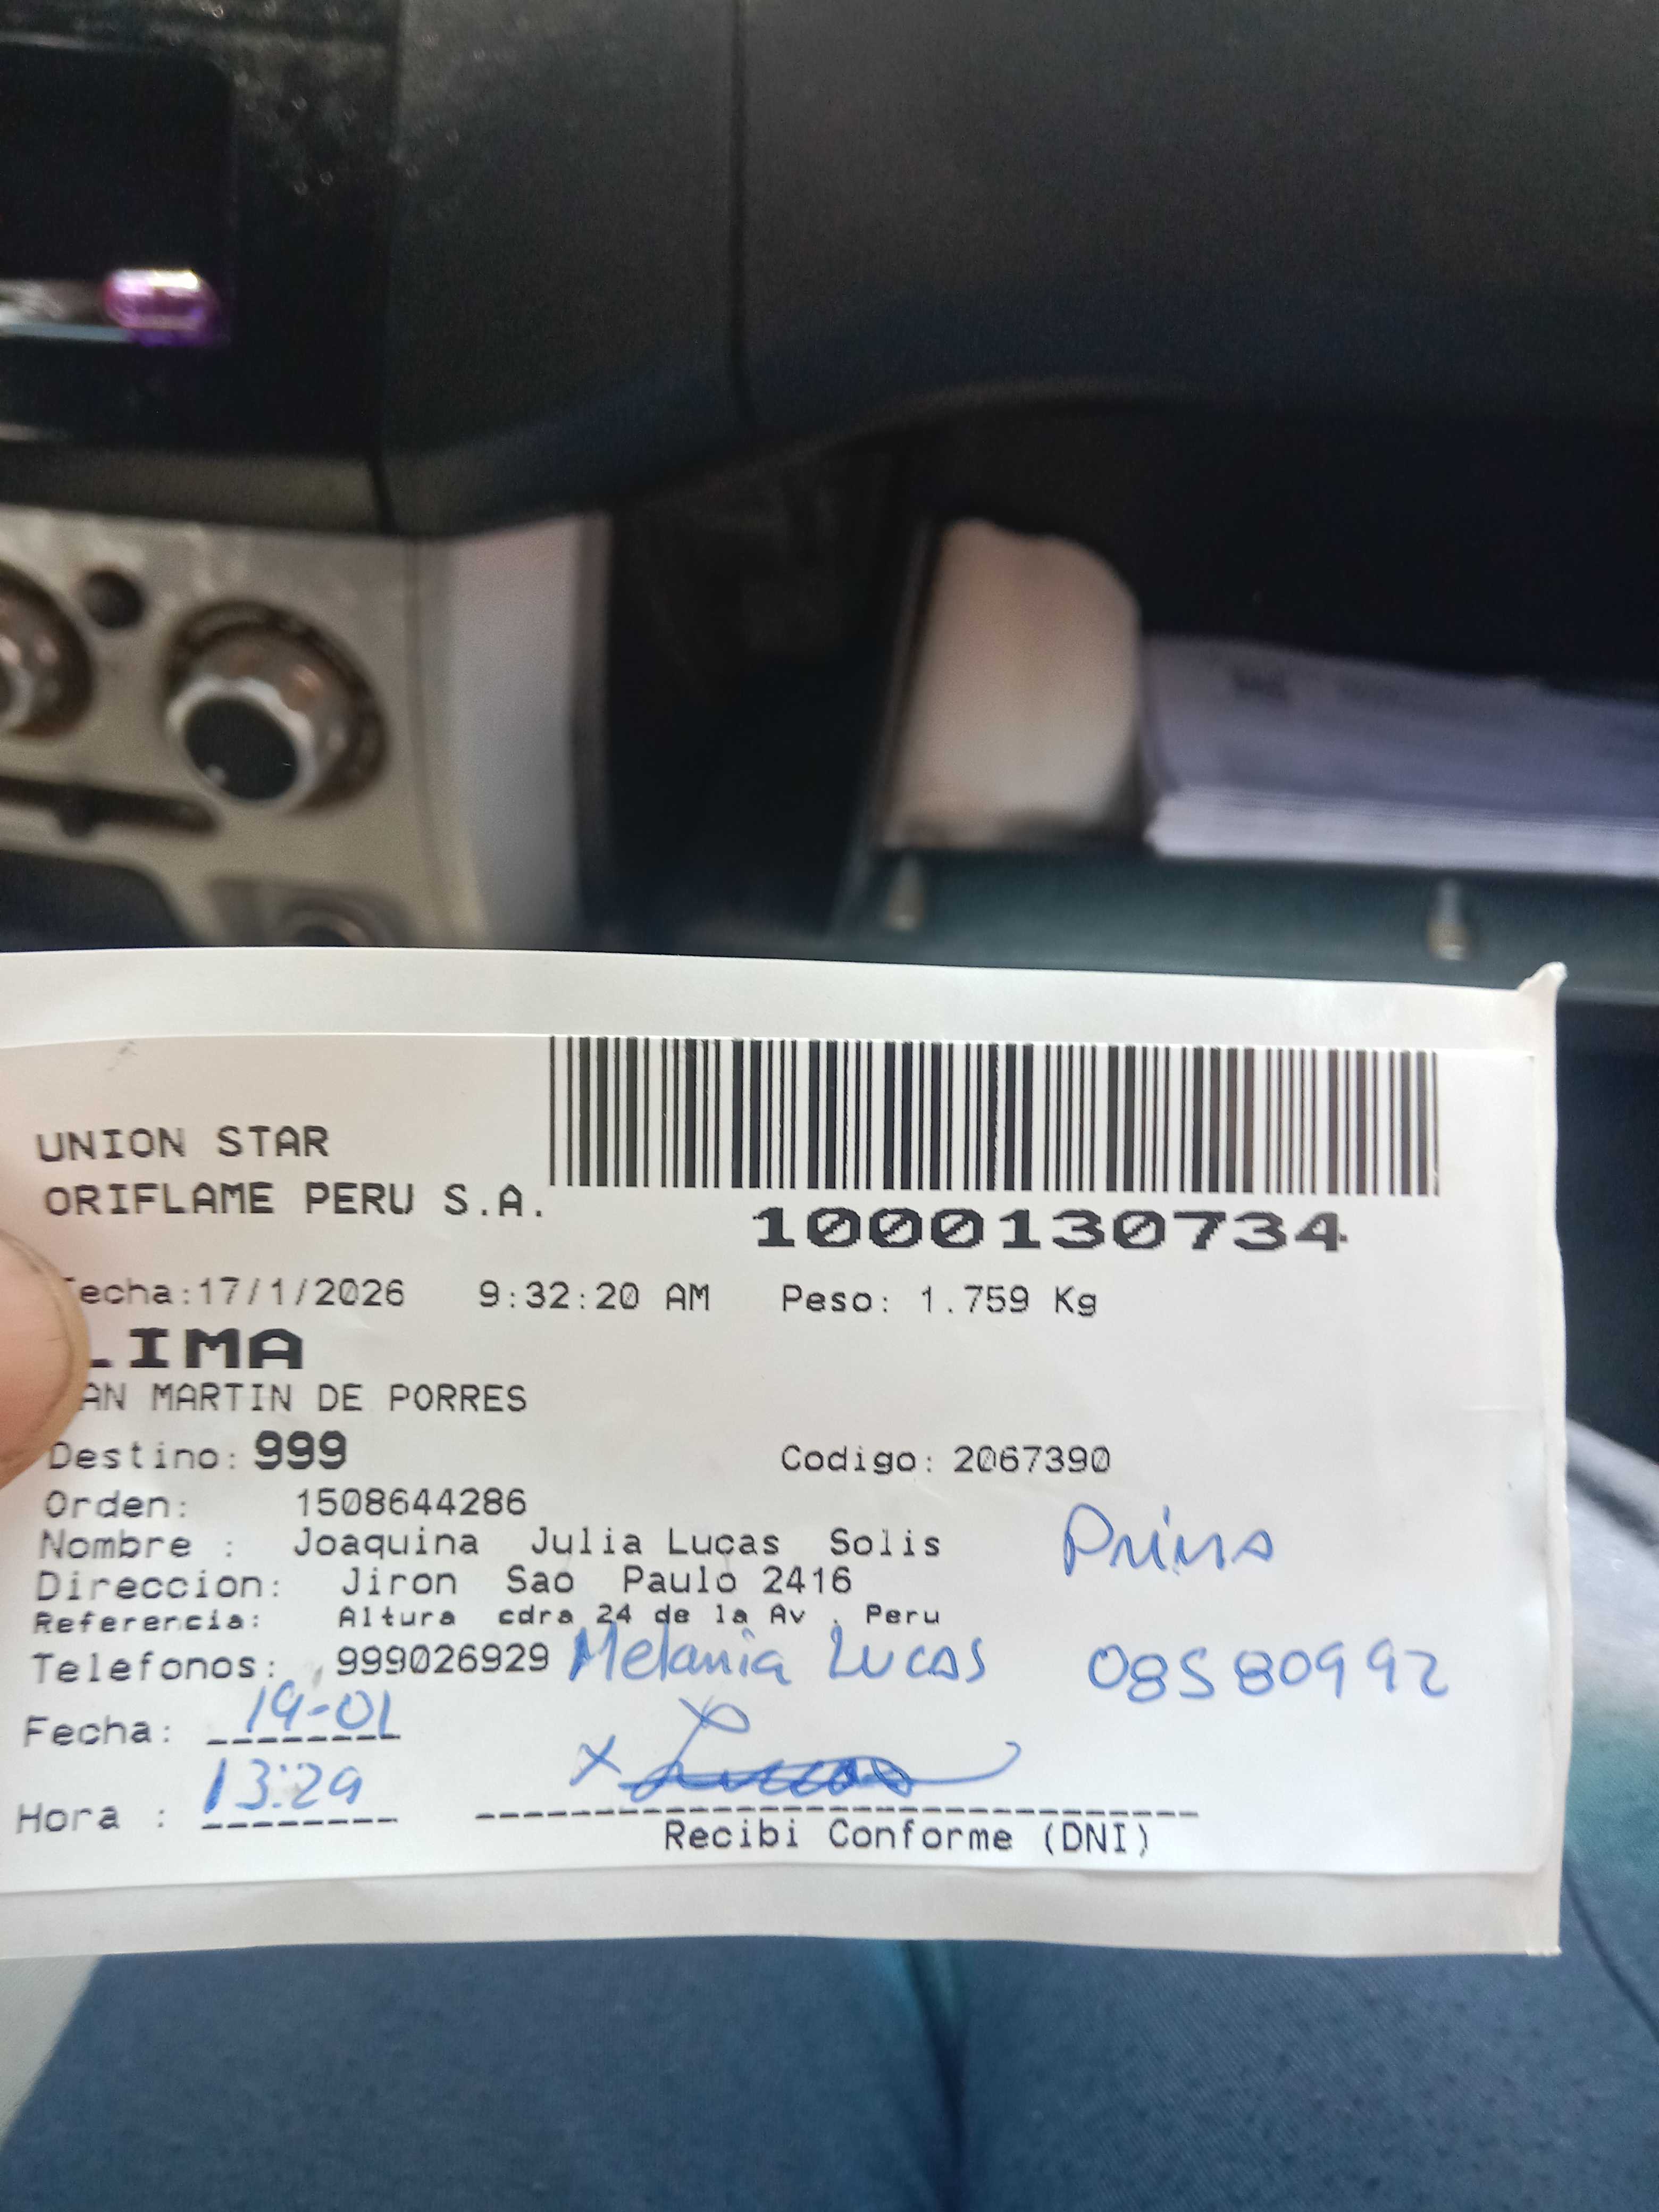 UNION STAR
ORIFLAME PERU S.A.
1000130734
echa:17/1/2026 9:32:20 AM Peso: 1.759 Kg
LIMA
AN MARTIN DE PORRES
Destino: 999 Codigo: 2067390
Orden: 1508644286
Nombre : Joaquina Julia Lucas Solis Prima
Direccion: Jiron Sao Paulo 2416
Referencia: Altura cdra 24 de la Av . Peru
Telefonos: 999026929 Melania Lucas 08580992
Fecha: 19-01
Hora : 13:29 x Lucas
Recibi Conforme (DNI)